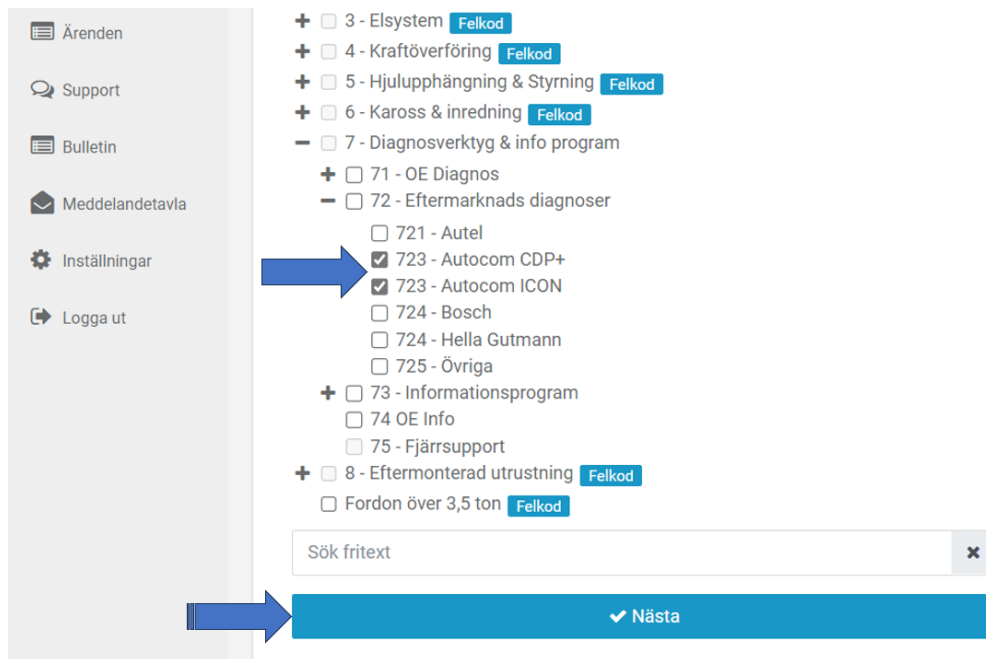 Ärenden
Support
Bulletin
Meddelandetavla
Inställningar
Logga ut
3 - Elsystem Felkod
4 - Kraftöverföring Felkod
5 - Hjulupphängning & Styrning Felkod
6 - Kaross & inredning Felkod
7 - Diagnosverktyg & info program
71 - OE Diagnos
72 - Eftermarknads diagnoser
721 - Autel
723 - Autocom CDP+
723 - Autocom ICON
724 - Bosch
724 - Hella Gutmann
725 - Övriga
73 - Informationsprogram
74 OE Info
75 - Fjärrsupport
8 - Eftermonterad utrustning Felkod
Fordon över 3,5 ton Felkod
Sök fritext
Nästa